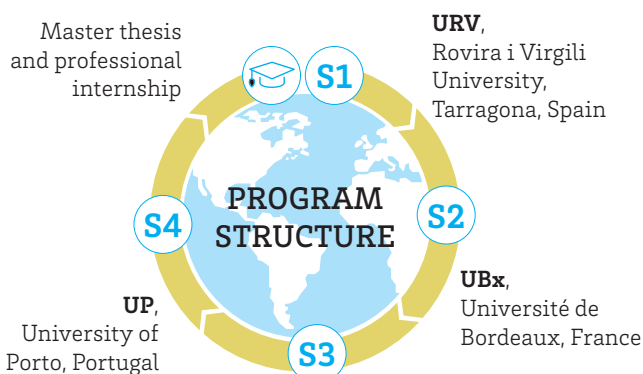 Master thesis
and professional
internship
S1
URV,
Rovira i Virgili
University,
Tarragona, Spain
PROGRAM
STRUCTURE
S2
S4
UBx,
Université de
Bordeaux, France
UP,
University of
Porto, Portugal
S3